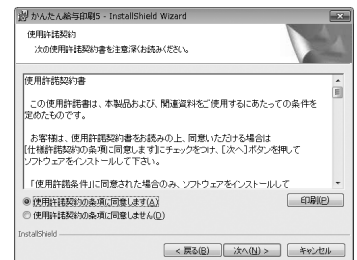 かんたん給与印刷5 - InstallShield Wizard
使用許諾契約
次の使用許諾契約書を注意深くお読みください。
使用許諾契約書
この使用許諾書は、本製品および、関連資料をご使用するにあたっての条件を
定めたものです。
お客様は、使用許諾契約書をお読みの上、同意いただける場合は
[仕様許諾契約の条項に同意します]にチェックをつけ、[次へ]ボタンを押して
ソフトウェアをインストールして下さい。
「使用許諾条件」に同意された場合のみ、ソフトウェアをインストールして
使用許諾契約の条項に同意します(A)
印刷(P)
使用許諾契約の条項に同意しません(D)
InstallShield
< 戻る(B)
次へ(N) >
キャンセル